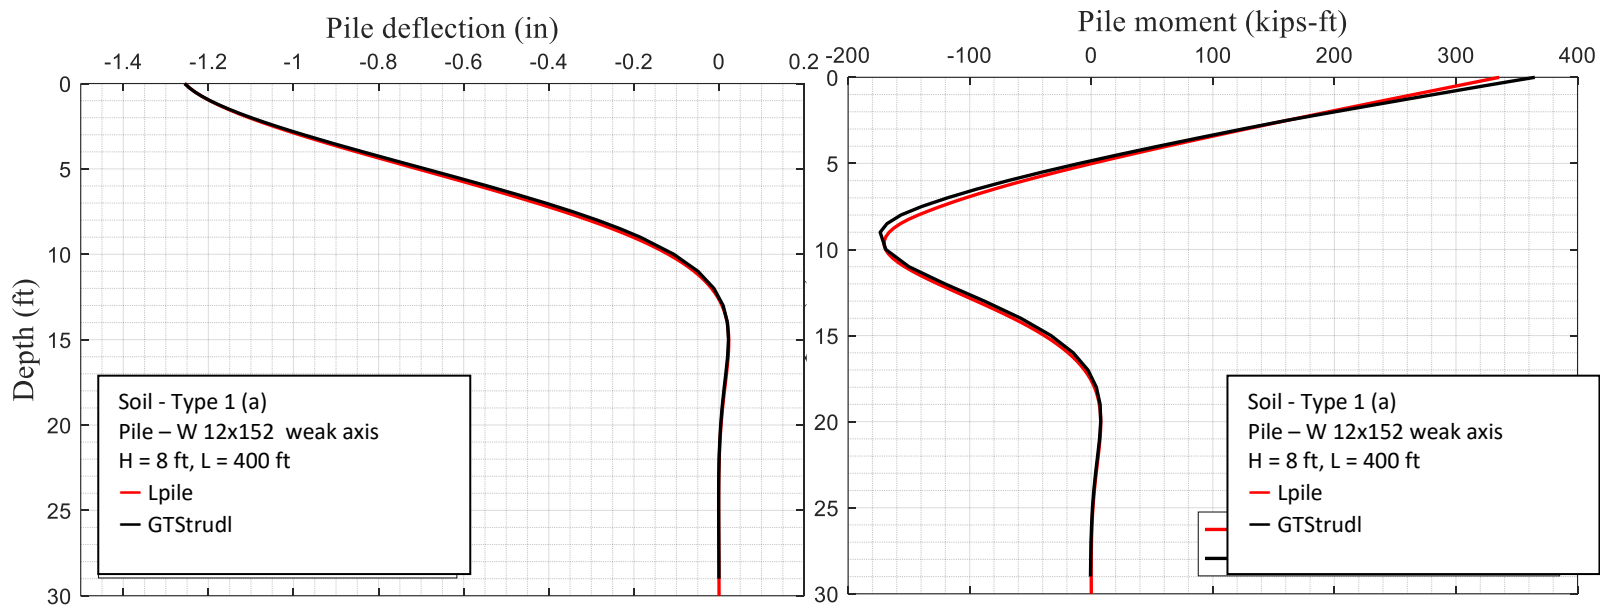 Pile deflection (in)
-1.4 -1.2 -1 -0.8 -0.6 -0.4 -0.2 0 0.2
Depth (ft)
0
5
10
15
20
25
30
Soil - Type 1 (a)
Pile – W 12x152 weak axis
H = 8 ft, L = 400 ft
Lpile
GTStrudl
Pile moment (kips-ft)
-200 -100 0 100 200 300 400
0
5
10
15
20
25
30
Soil - Type 1 (a)
Pile – W 12x152 weak axis
H = 8 ft, L = 400 ft
Lpile
GTStrudl